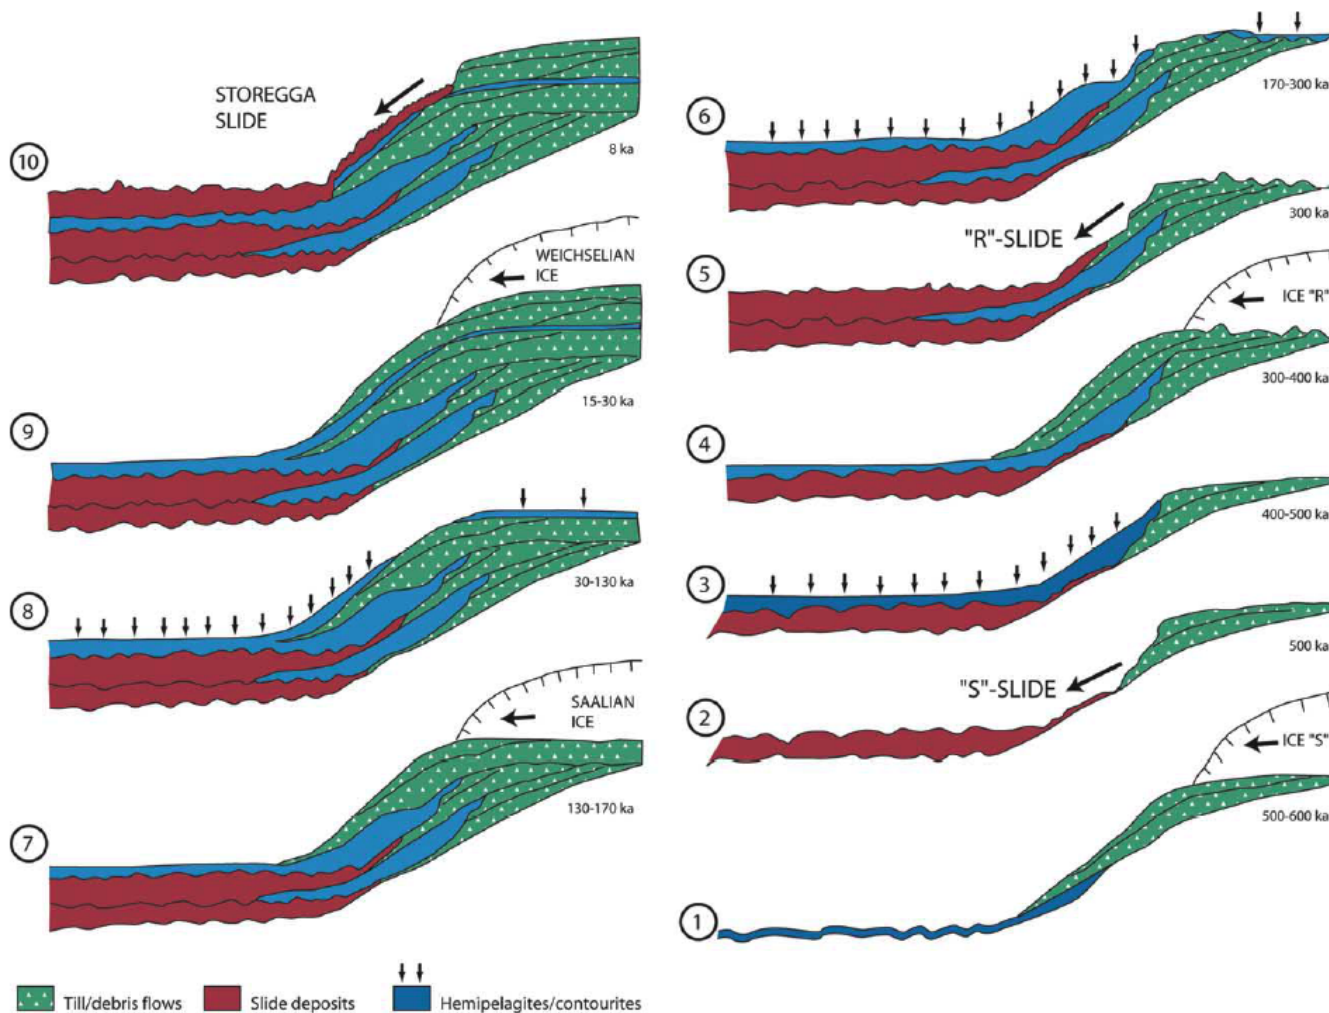 STOREGGA
SLIDE
10
8 ka
WEICHSELIAN
ICE
9
15-30 ka
8
30-130 ka
SAALIAN
ICE
7
130-170 ka
6
170-300 ka
"R"-SLIDE
300 ka
5
ICE "R"
4
300-400 ka
3
400-500 ka
"S"-SLIDE
500 ka
2
ICE "S"
1
500-600 ka
Till/debris flows
Slide deposits
Hemipelagites/contourites